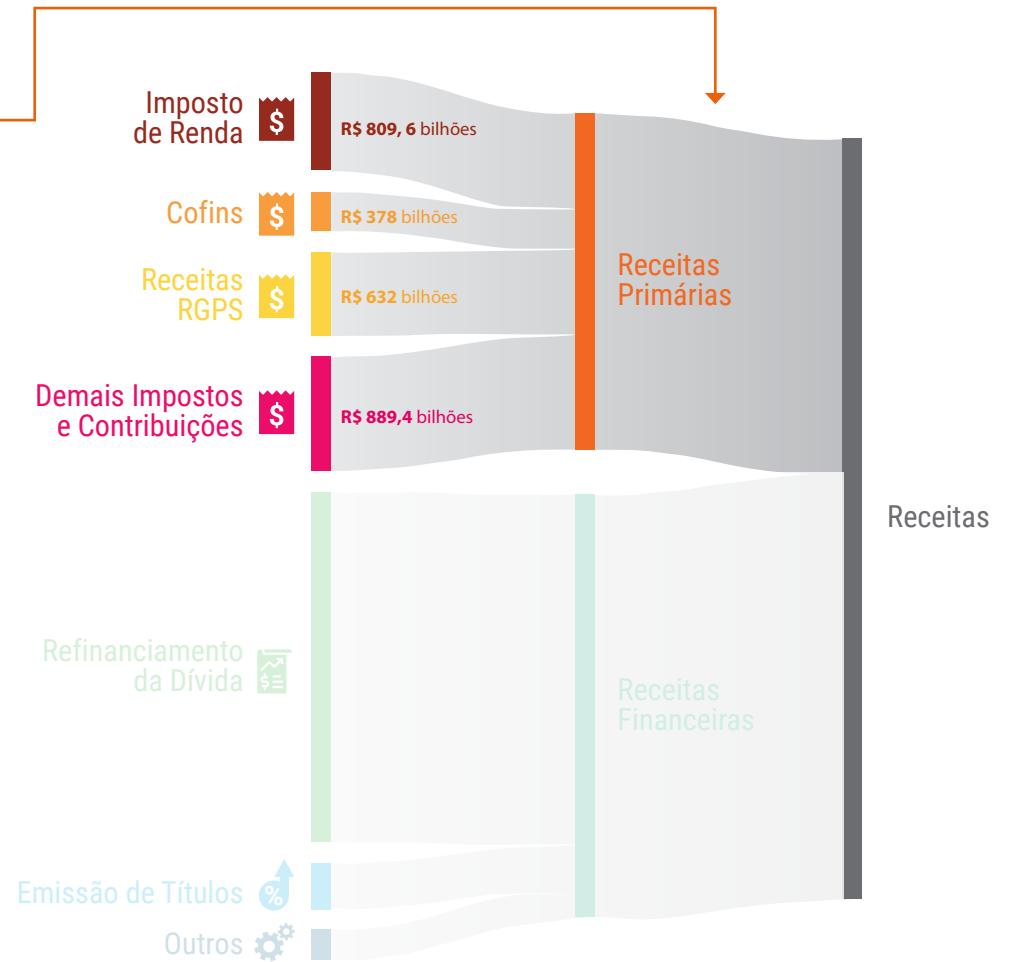 Imposto
de Renda
$
R$ 809, 6 bilhões
Cofins
$
R$ 378 bilhões
Receitas
RGPS
$
R$ 632 bilhões
Receitas
Primárias
Demais Impostos
e Contribuições
$
R$ 889,4 bilhões
Receitas
Refinanciamento
da Dívida
$
Receitas
Financeiras
Emissão de Títulos
%
Outros